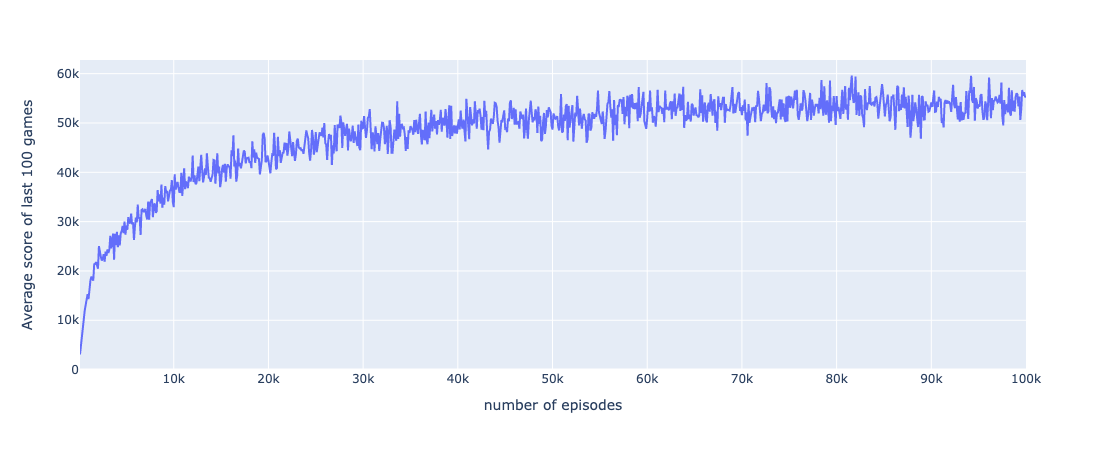 Average score of last 100 games
60k
50k
40k
30k
20k
10k
0
10k 20k 30k 40k 50k 60k 70k 80k 90k 100k
number of episodes